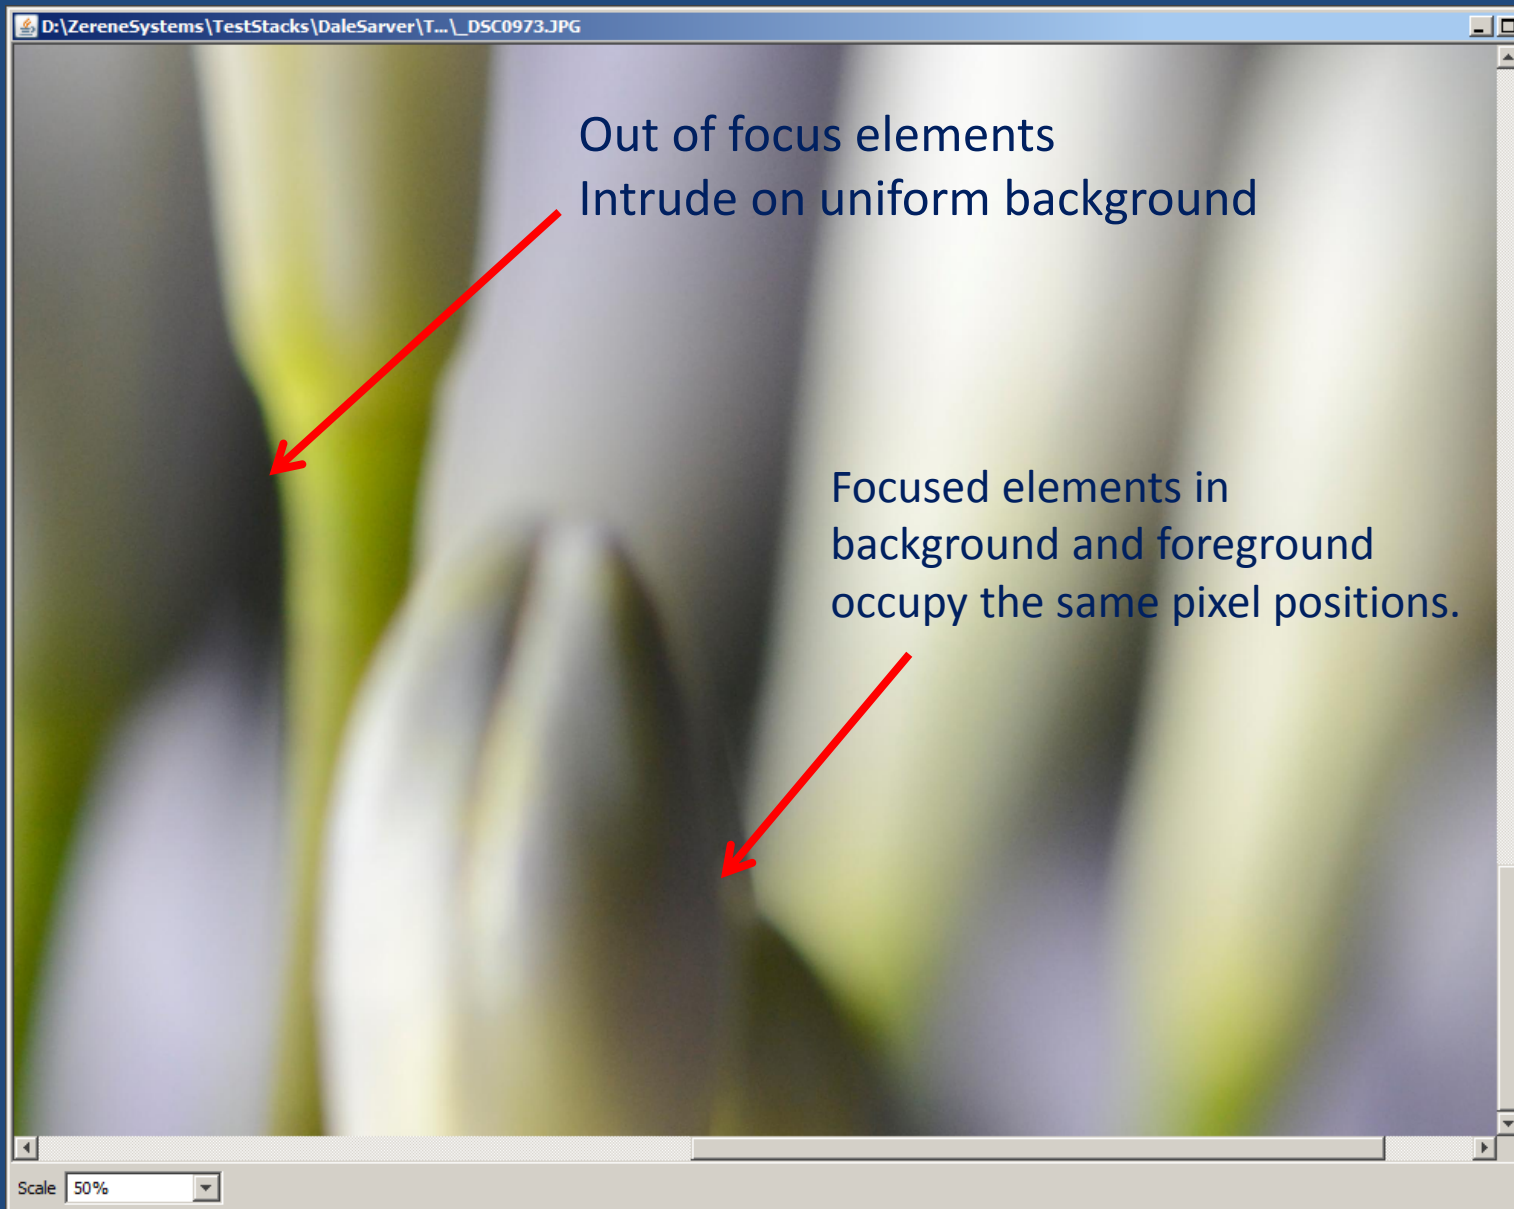 D:\ZereneSystems\TestStacks\DaleSarver\T...\_DSC0973.JPG
Out of focus elements
Intrude on uniform background
Focused elements in
background and foreground
occupy the same pixel positions.
Scale 50%